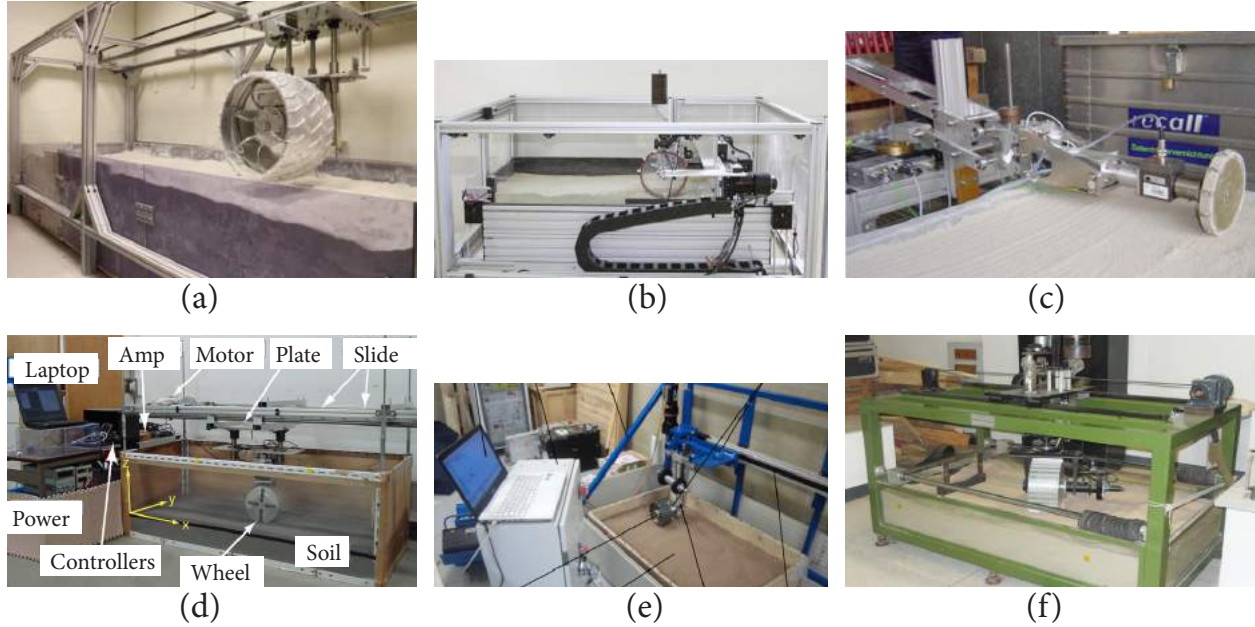 recall
(a)
(b)
(c)
Laptop
Amp
Motor
Plate
Slide
z
y
x
Power
Controllers
Wheel
Soil
(d)
(e)
(f)